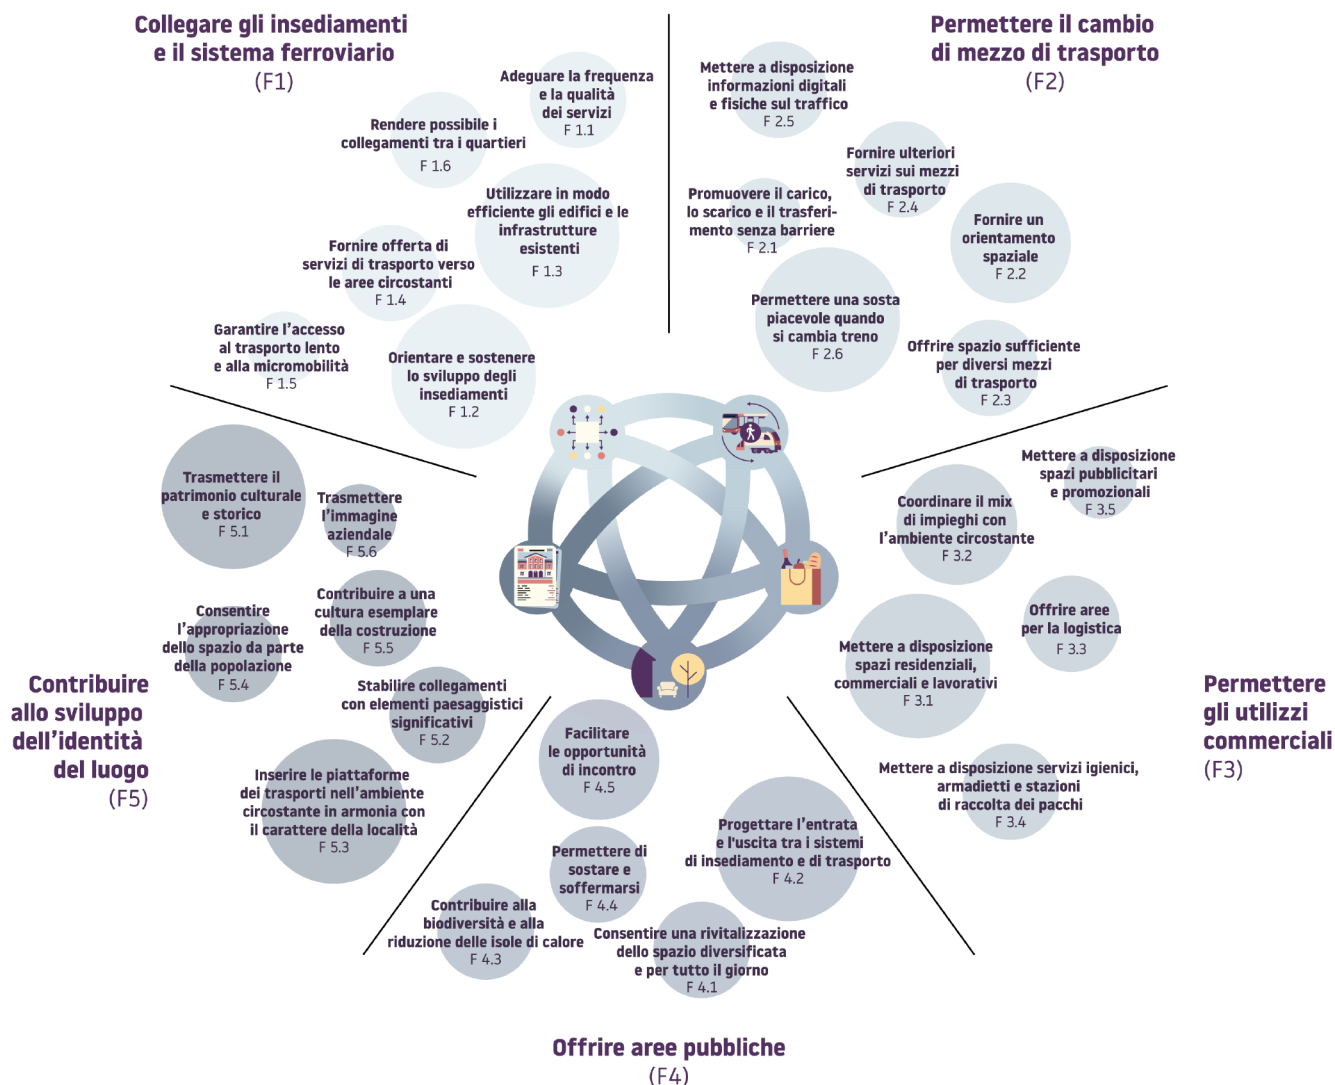 Collegare gli insediamenti
e il sistema ferroviario
(F1)
Adeguare la frequenza
e la qualità
dei servizi
F 1.1
Rendere possibile i
collegamenti tra i quartieri
F 1.6
Utilizzare in modo
efficiente gli edifici e le
infrastrutture
esistenti
F 1.3
Fornire offerta di
servizi di trasporto verso
le aree circostanti
F 1.4
Garantire l’accesso
al trasporto lento
e alla micromobilità
F 1.5
Orientare e sostenere
lo sviluppo degli
insediamenti
F 1.2
Permettere il cambio
di mezzo di trasporto
(F2)
Mettere a disposizione
informazioni digitali
e fisiche sul traffico
F 2.5
Fornire ulteriori
servizi sui mezzi
di trasporto
F 2.4
Promuovere il carico,
lo scarico e il trasferi-
mento senza barriere
F 2.1
Fornire un
orientamento
spaziale
F 2.2
Permettere una sosta
piacevole quando
si cambia treno
F 2.6
Offrire spazio sufficiente
per diversi mezzi
di trasporto
F 2.3
Mettere a disposizione
spazi pubblicitari
e promozionali
F 3.5
Coordinare il mix
di impieghi con
l’ambiente circostante
F 3.2
Offrire aree
per la logistica
F 3.3
Mettere a disposizione
spazi residenziali,
commerciali e lavorativi
F 3.1
Permettere
gli utilizzi
commerciali
(F3)
Mettere a disposizione servizi igienici,
armadietti e stazioni
di raccolta dei pacchi
F 3.4
Facilitare
le opportunità
di incontro
F 4.5
Progettare l’entrata
e l'uscita tra i sistemi
di insediamento e di trasporto
F 4.2
Permettere di
sostare e
soffermarsi
F 4.4
Contribuire alla
biodiversità e alla
riduzione delle isole di calore
F 4.3
Consentire una rivitalizzazione
dello spazio diversificata
e per tutto il giorno
F 4.1
Offrire aree pubbliche
(F4)
Trasmettere il
patrimonio culturale
e storico
F 5.1
Trasmettere
l’immagine
aziendale
F 5.6
Contribuire a una
cultura esemplare
della costruzione
F 5.5
Consentire
l’appropriazione
dello spazio da parte
della popolazione
F 5.4
Stabilire collegamenti
con elementi paesaggistici
significativi
F 5.2
Contribuire
allo sviluppo
dell’identità
del luogo
(F5)
Inserire le piattaforme
dei trasporti nell’ambiente
circostante in armonia con
il carattere della località
F 5.3